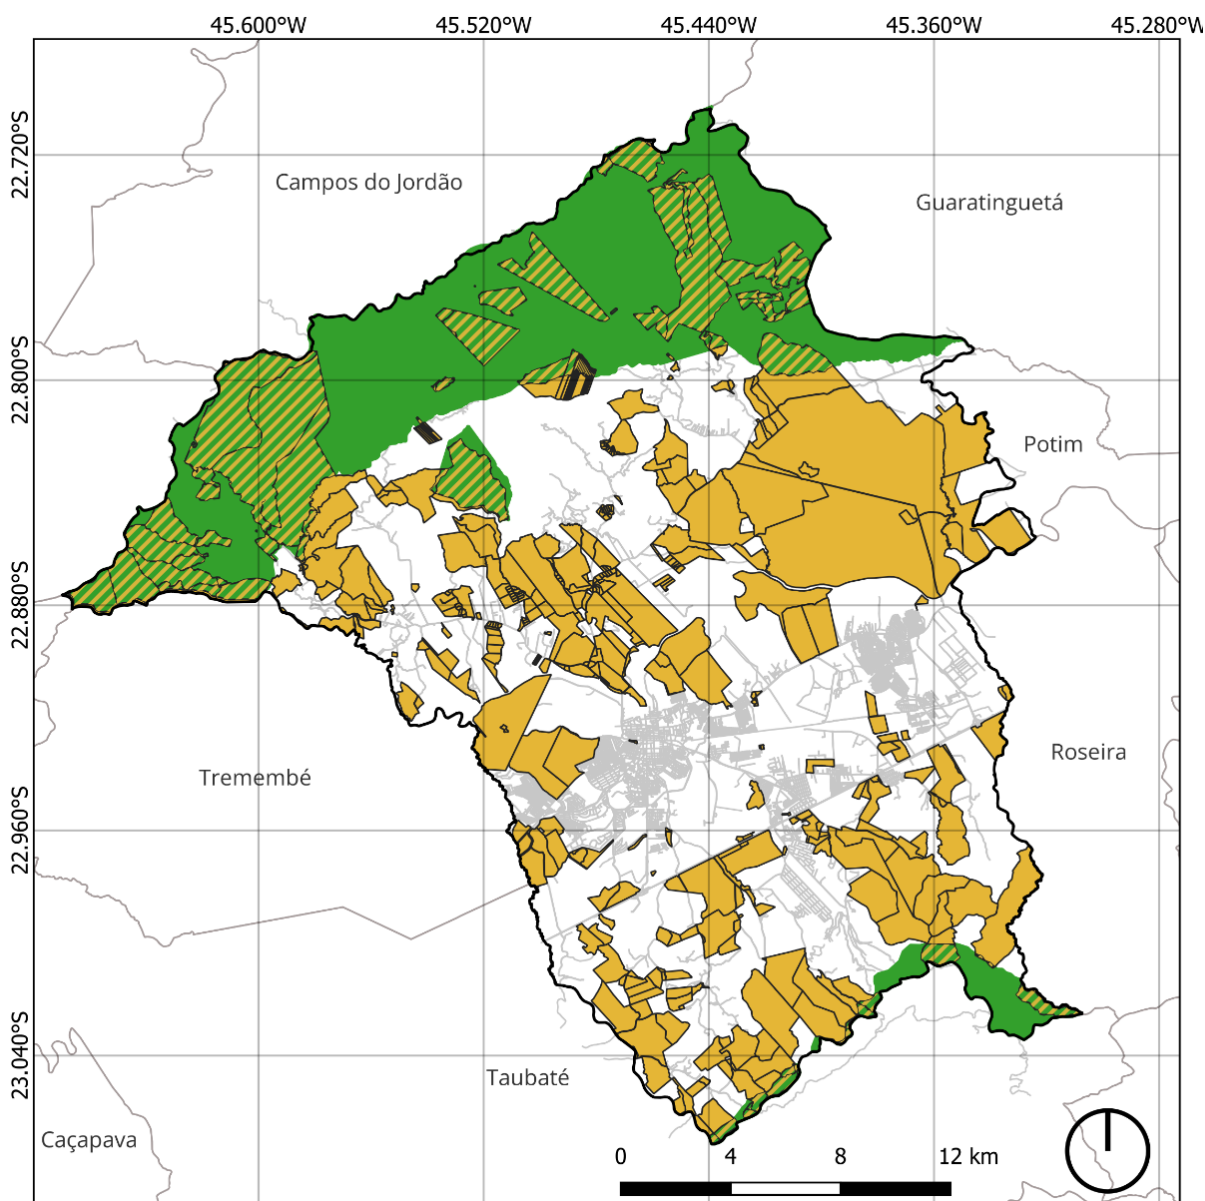 45.600°W 45.520°W 45.440°W 45.360°W 45.280°W
22.720°S
Campos do Jordão
Guaratinguetá
22.800°S
Potim
22.880°S
Roseira
Tremembé
22.960°S
23.040°S
Taubaté
Caçapava
0 4 8 12 km